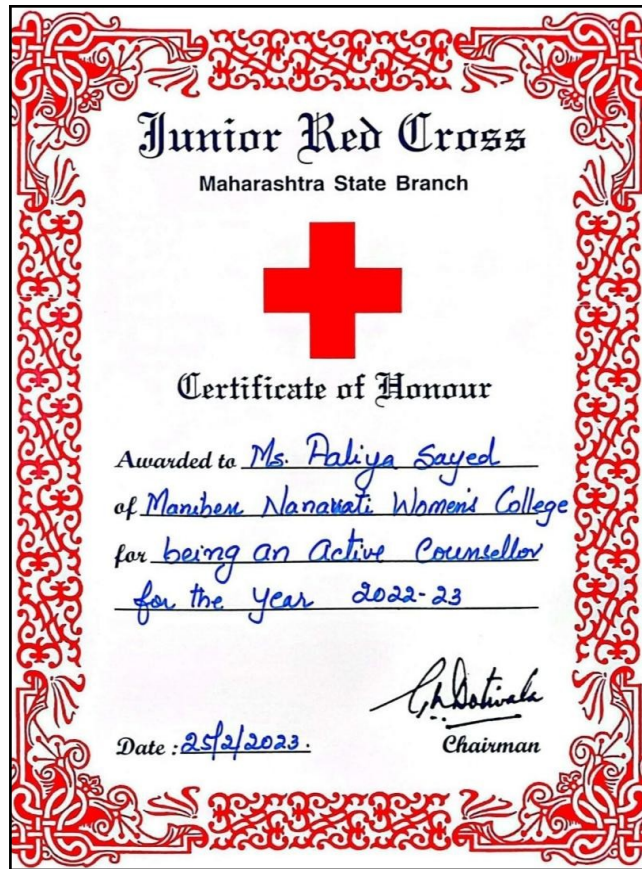 Junior Red Cross
Maharashtra State Branch
Certificate of Honour
Awarded to Ms. Aaliya Sayed
of Maniben Nanavati Women's College
for being an Active Counsellor
for the year 2022-23
Date : 25/2/2023.
Chairman